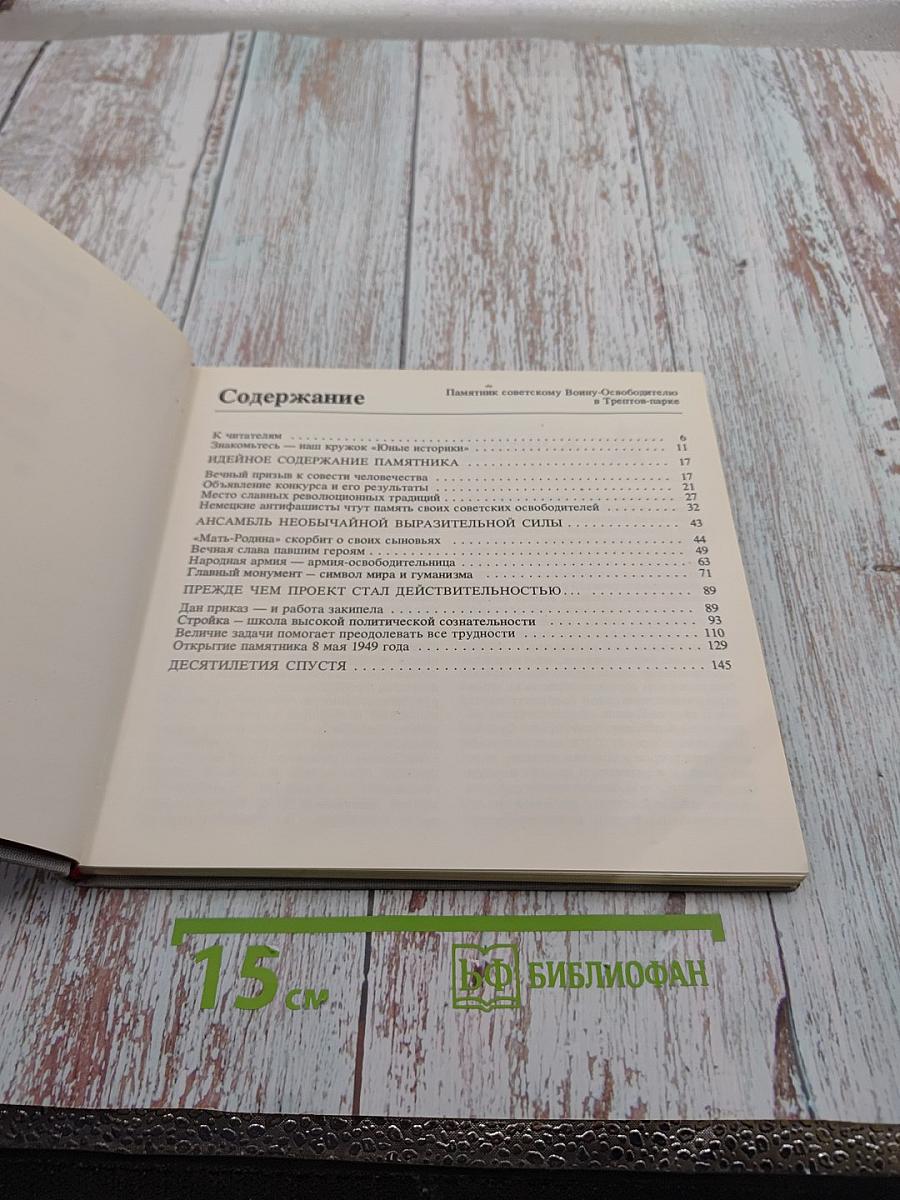 Содержание
Памятник советскому Воину-Освободителю
в Трептов-парке
К читателям .......... 6
Знакомьтесь — наш кружок «Юные историки» .......... 11
ИДЕЙНОЕ СОДЕРЖАНИЕ ПАМЯТНИКА .......... 17
Вечный призыв к совести человечества .......... 17
Объявление конкурса и его результаты .......... 21
Место славных революционных традиций .......... 27
Немецкие антифашисты чтут память своих советских освободителей .......... 32
АНСАМБЛЬ НЕОБЫЧАЙНОЙ ВЫРАЗИТЕЛЬНОЙ СИЛЫ .......... 43
«Мать-Родина» скорбит о своих сыновьях .......... 44
Вечная слава павшим героям .......... 49
Народная армия — армия-освободительница .......... 63
Главный монумент – символ мира и гуманизма .......... 71
ПРЕЖДЕ ЧЕМ ПРОЕКТ СТАЛ ДЕЙСТВИТЕЛЬНОСТЬЮ .......... 89
Дан приказ — и работа закипела .......... 89
Стройка – школа высокой политической сознательности .......... 93
Величие задачи помогает преодолевать все трудности .......... 110
Открытие памятника 8 мая 1949 года .......... 129
ДЕСЯТИЛЕТИЯ СПУСТЯ .......... 145
15 см
БФ БИБЛИОФАН